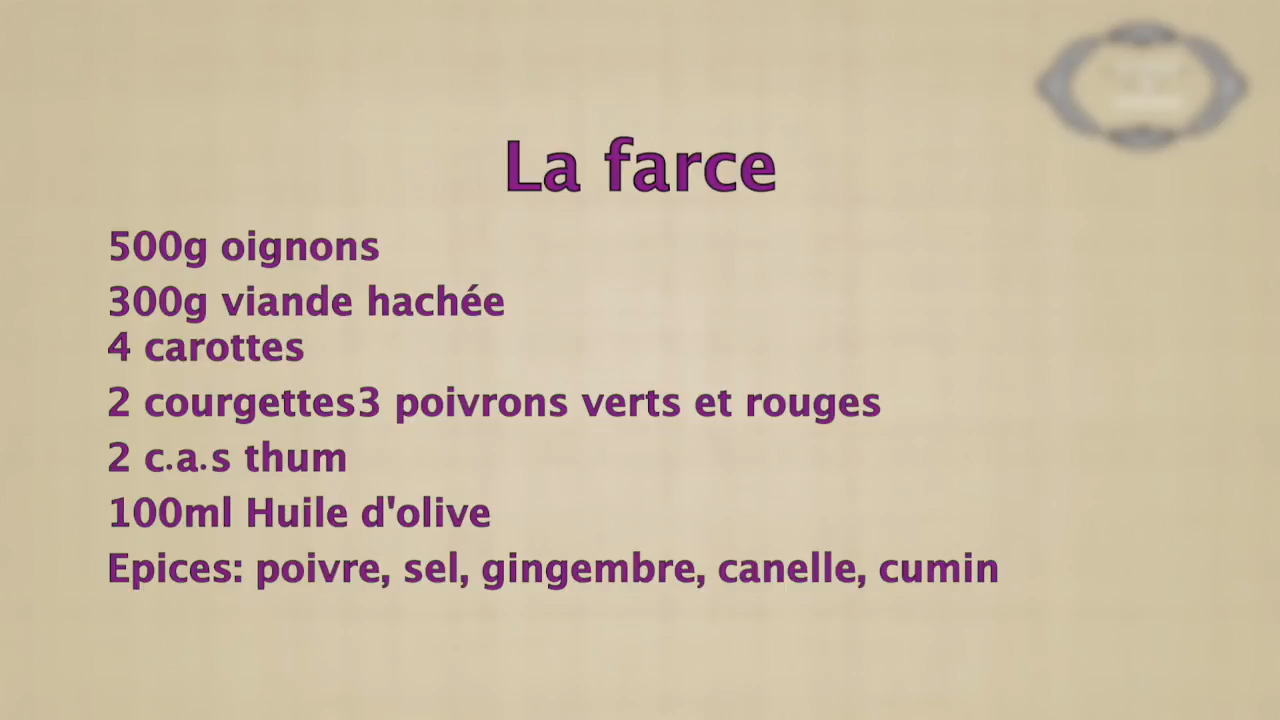 La farce
500g oignons
300g viande hachée
4 carottes
2 courgettes3 poivrons verts et rouges
2 c.a.s thum
100ml Huile d'olive
Epices: poivre, sel, gingembre, canelle, cumin